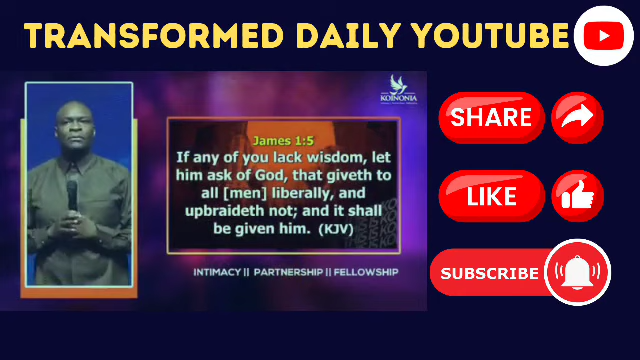 TRANSFORMED DAILY YOUTUBE
KOINONIA
James 1:5
If any of you lack wisdom, let
him ask of God, that giveth to
all [men] liberally, and
upbraideth not; and it shall
be given him. (KJV)
INTIMACY || PARTNERSHIP || FELLOWSHIP
SHARE
LIKE
SUBSCRIBE